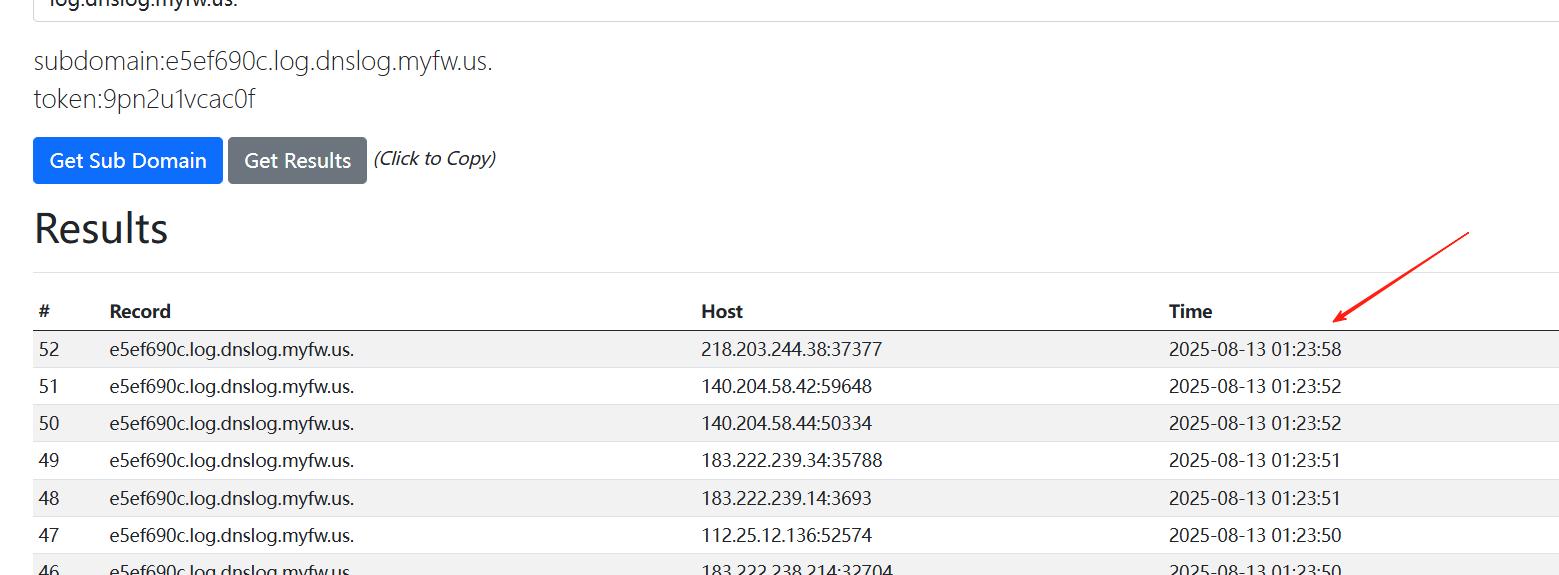 log.dnslog.myfw.us.
subdomain:e5ef690c.log.dnslog.myfw.us.
token:9pn2u1vcac0f
Get Sub Domain Get Results (Click to Copy)
Results
# Record Host Time
52 e5ef690c.log.dnslog.myfw.us. 218.203.244.38:37377 2025-08-13 01:23:58
51 e5ef690c.log.dnslog.myfw.us. 140.204.58.42:59648 2025-08-13 01:23:52
50 e5ef690c.log.dnslog.myfw.us. 140.204.58.44:50334 2025-08-13 01:23:52
49 e5ef690c.log.dnslog.myfw.us. 183.222.239.34:35788 2025-08-13 01:23:51
48 e5ef690c.log.dnslog.myfw.us. 183.222.239.14:3693 2025-08-13 01:23:51
47 e5ef690c.log.dnslog.myfw.us. 112.25.12.136:52574 2025-08-13 01:23:50
46 e5ef690c.log.dnslog.myfw.us. 183.222.238.214:32704 2025-08-13 01:23:50